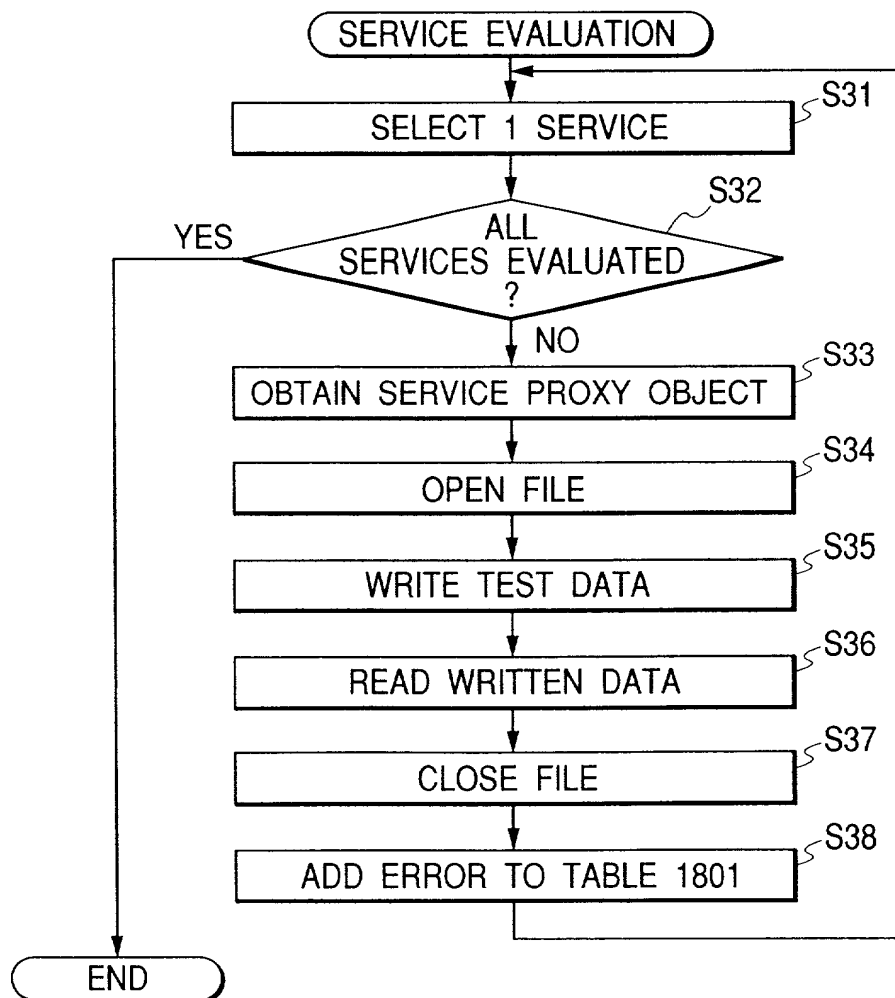 SERVICE EVALUATION
S31
SELECT 1 SERVICE
S32
YES
ALL
SERVICES EVALUATED
?
NO
S33
OBTAIN SERVICE PROXY OBJECT
S34
OPEN FILE
S35
WRITE TEST DATA
S36
READ WRITTEN DATA
S37
CLOSE FILE
S38
ADD ERROR TO TABLE 1801
END